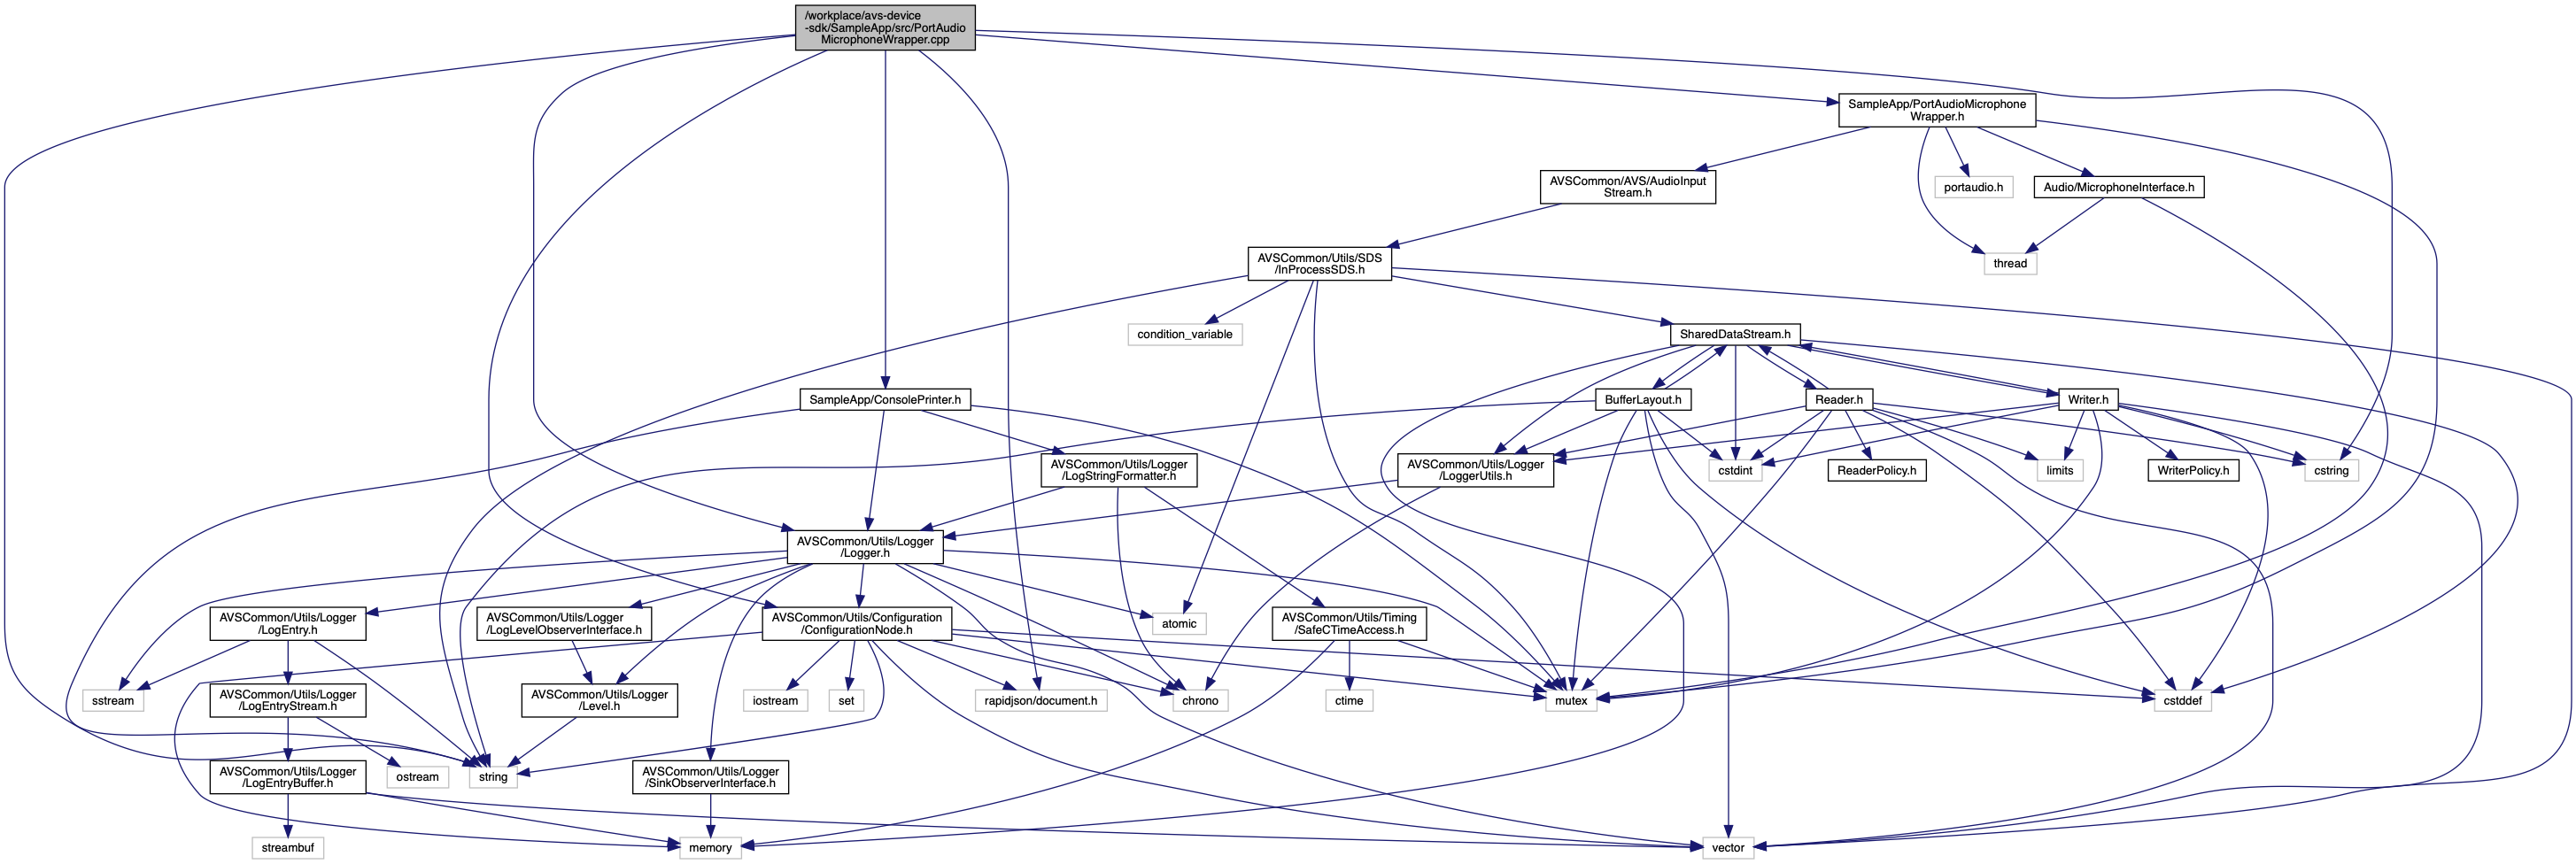 /workplace/avs-device
-sdk/SampleApp/src/PortAudio
MicrophoneWrapper.cpp
SampleApp/PortAudioMicrophone
Wrapper.h
AVSCommon/AVS/AudioInput
Stream.h
portaudio.h
Audio/MicrophoneInterface.h
AVSCommon/Utils/SDS
/InProcessSDS.h
thread
condition_variable
SharedDataStream.h
SampleApp/ConsolePrinter.h
BufferLayout.h
Reader.h
Writer.h
AVSCommon/Utils/Logger
/LogStringFormatter.h
AVSCommon/Utils/Logger
/LoggerUtils.h
cstdint
ReaderPolicy.h
limits
WriterPolicy.h
cstring
AVSCommon/Utils/Logger
/Logger.h
AVSCommon/Utils/Logger
/LogEntry.h
AVSCommon/Utils/Logger
/LogLevelObserverInterface.h
AVSCommon/Utils/Configuration
/ConfigurationNode.h
atomic
AVSCommon/Utils/Timing
/SafeCTimeAccess.h
sstream
AVSCommon/Utils/Logger
/LogEntryStream.h
AVSCommon/Utils/Logger
/Level.h
iostream
set
rapidjson/document.h
chrono
ctime
mutex
cstddef
AVSCommon/Utils/Logger
/LogEntryBuffer.h
ostream
string
AVSCommon/Utils/Logger
/SinkObserverInterface.h
streambuf
memory
vector